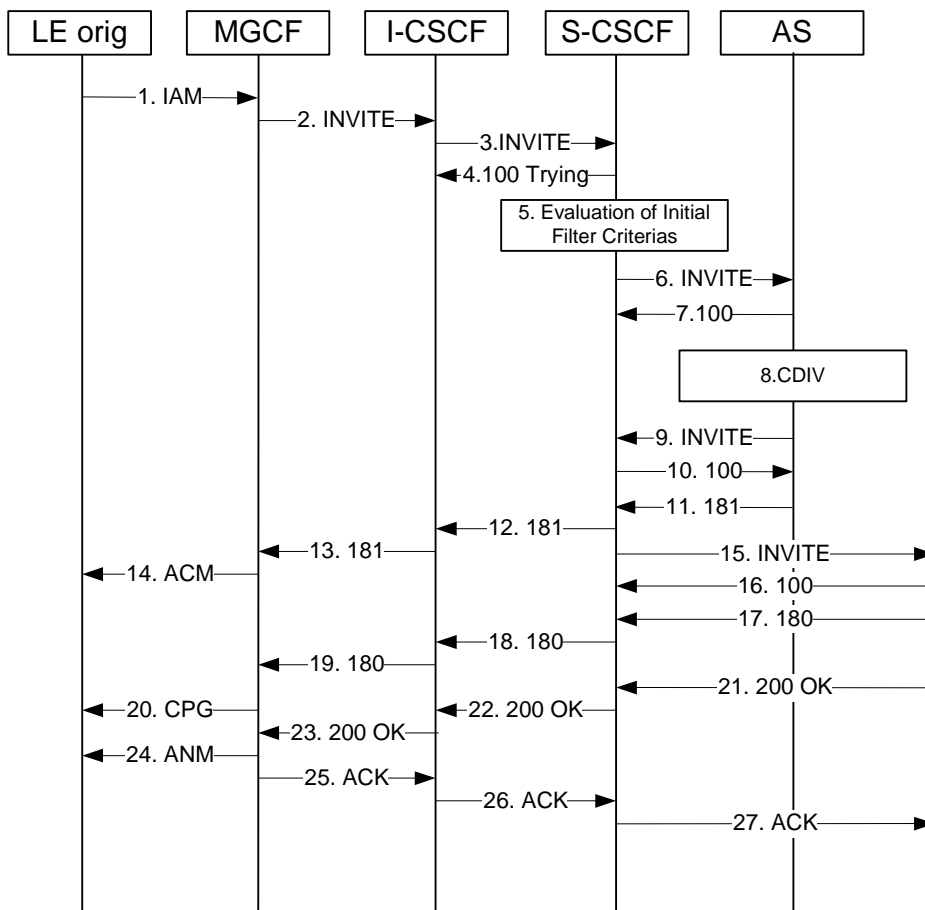 LE orig
MGCF
I-CSCF
S-CSCF
AS
1. IAM
2. INVITE
3.INVITE
4.100 Trying
5. Evaluation of Initial
Filter Criterias
6. INVITE
7.100
8.CDIV
9. INVITE
10. 100
11. 181
12. 181
13. 181
14. ACM
15. INVITE
16. 100
17. 180
18. 180
19. 180
20. CPG
21. 200 OK
22. 200 OK
23. 200 OK
24. ANM
25. ACK
26. ACK
27. ACK